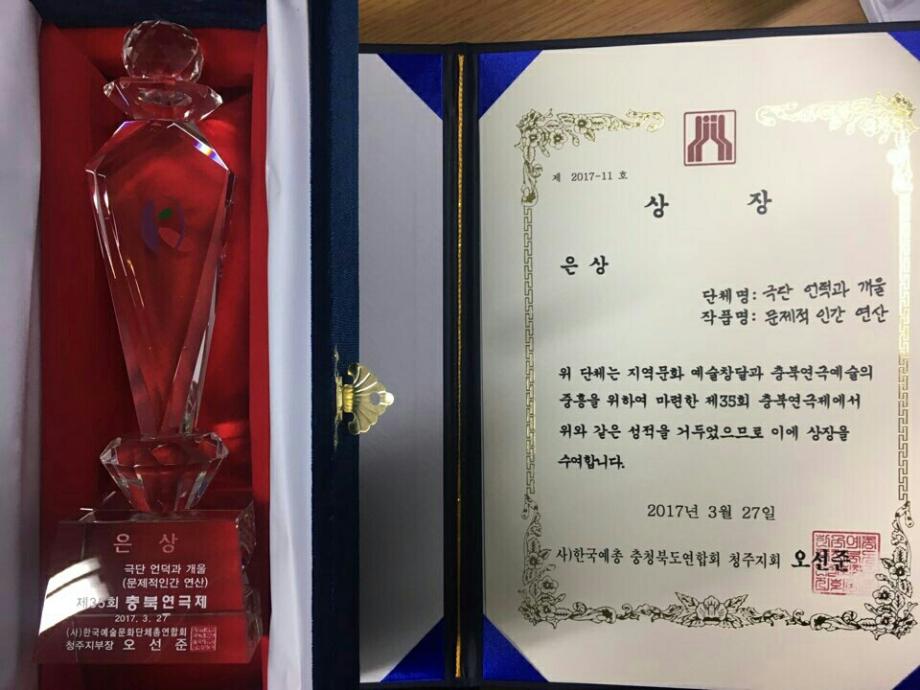 은 상
극단 언덕과 개울
(문제적인간 연산)
제35회 충북연극제
2017. 3. 27
(사)한국예술문화단체총연합회
청주지부장 오 선 준
제 2017-11 호
상 장
은 상
단체명: 극단 언덕과 개울
작품명: 문제적 인간 연산
위 단체는 지역문화 예술창달과 충북연극예술의
중흥을 위하여 마련한 제35회 충북연극제에서
위와 같은 성적을 거두었으므로 이에 상장을
수여합니다.
2017년 3월 27일
사)한국예총 충청북도연합회 청주지회 오선준